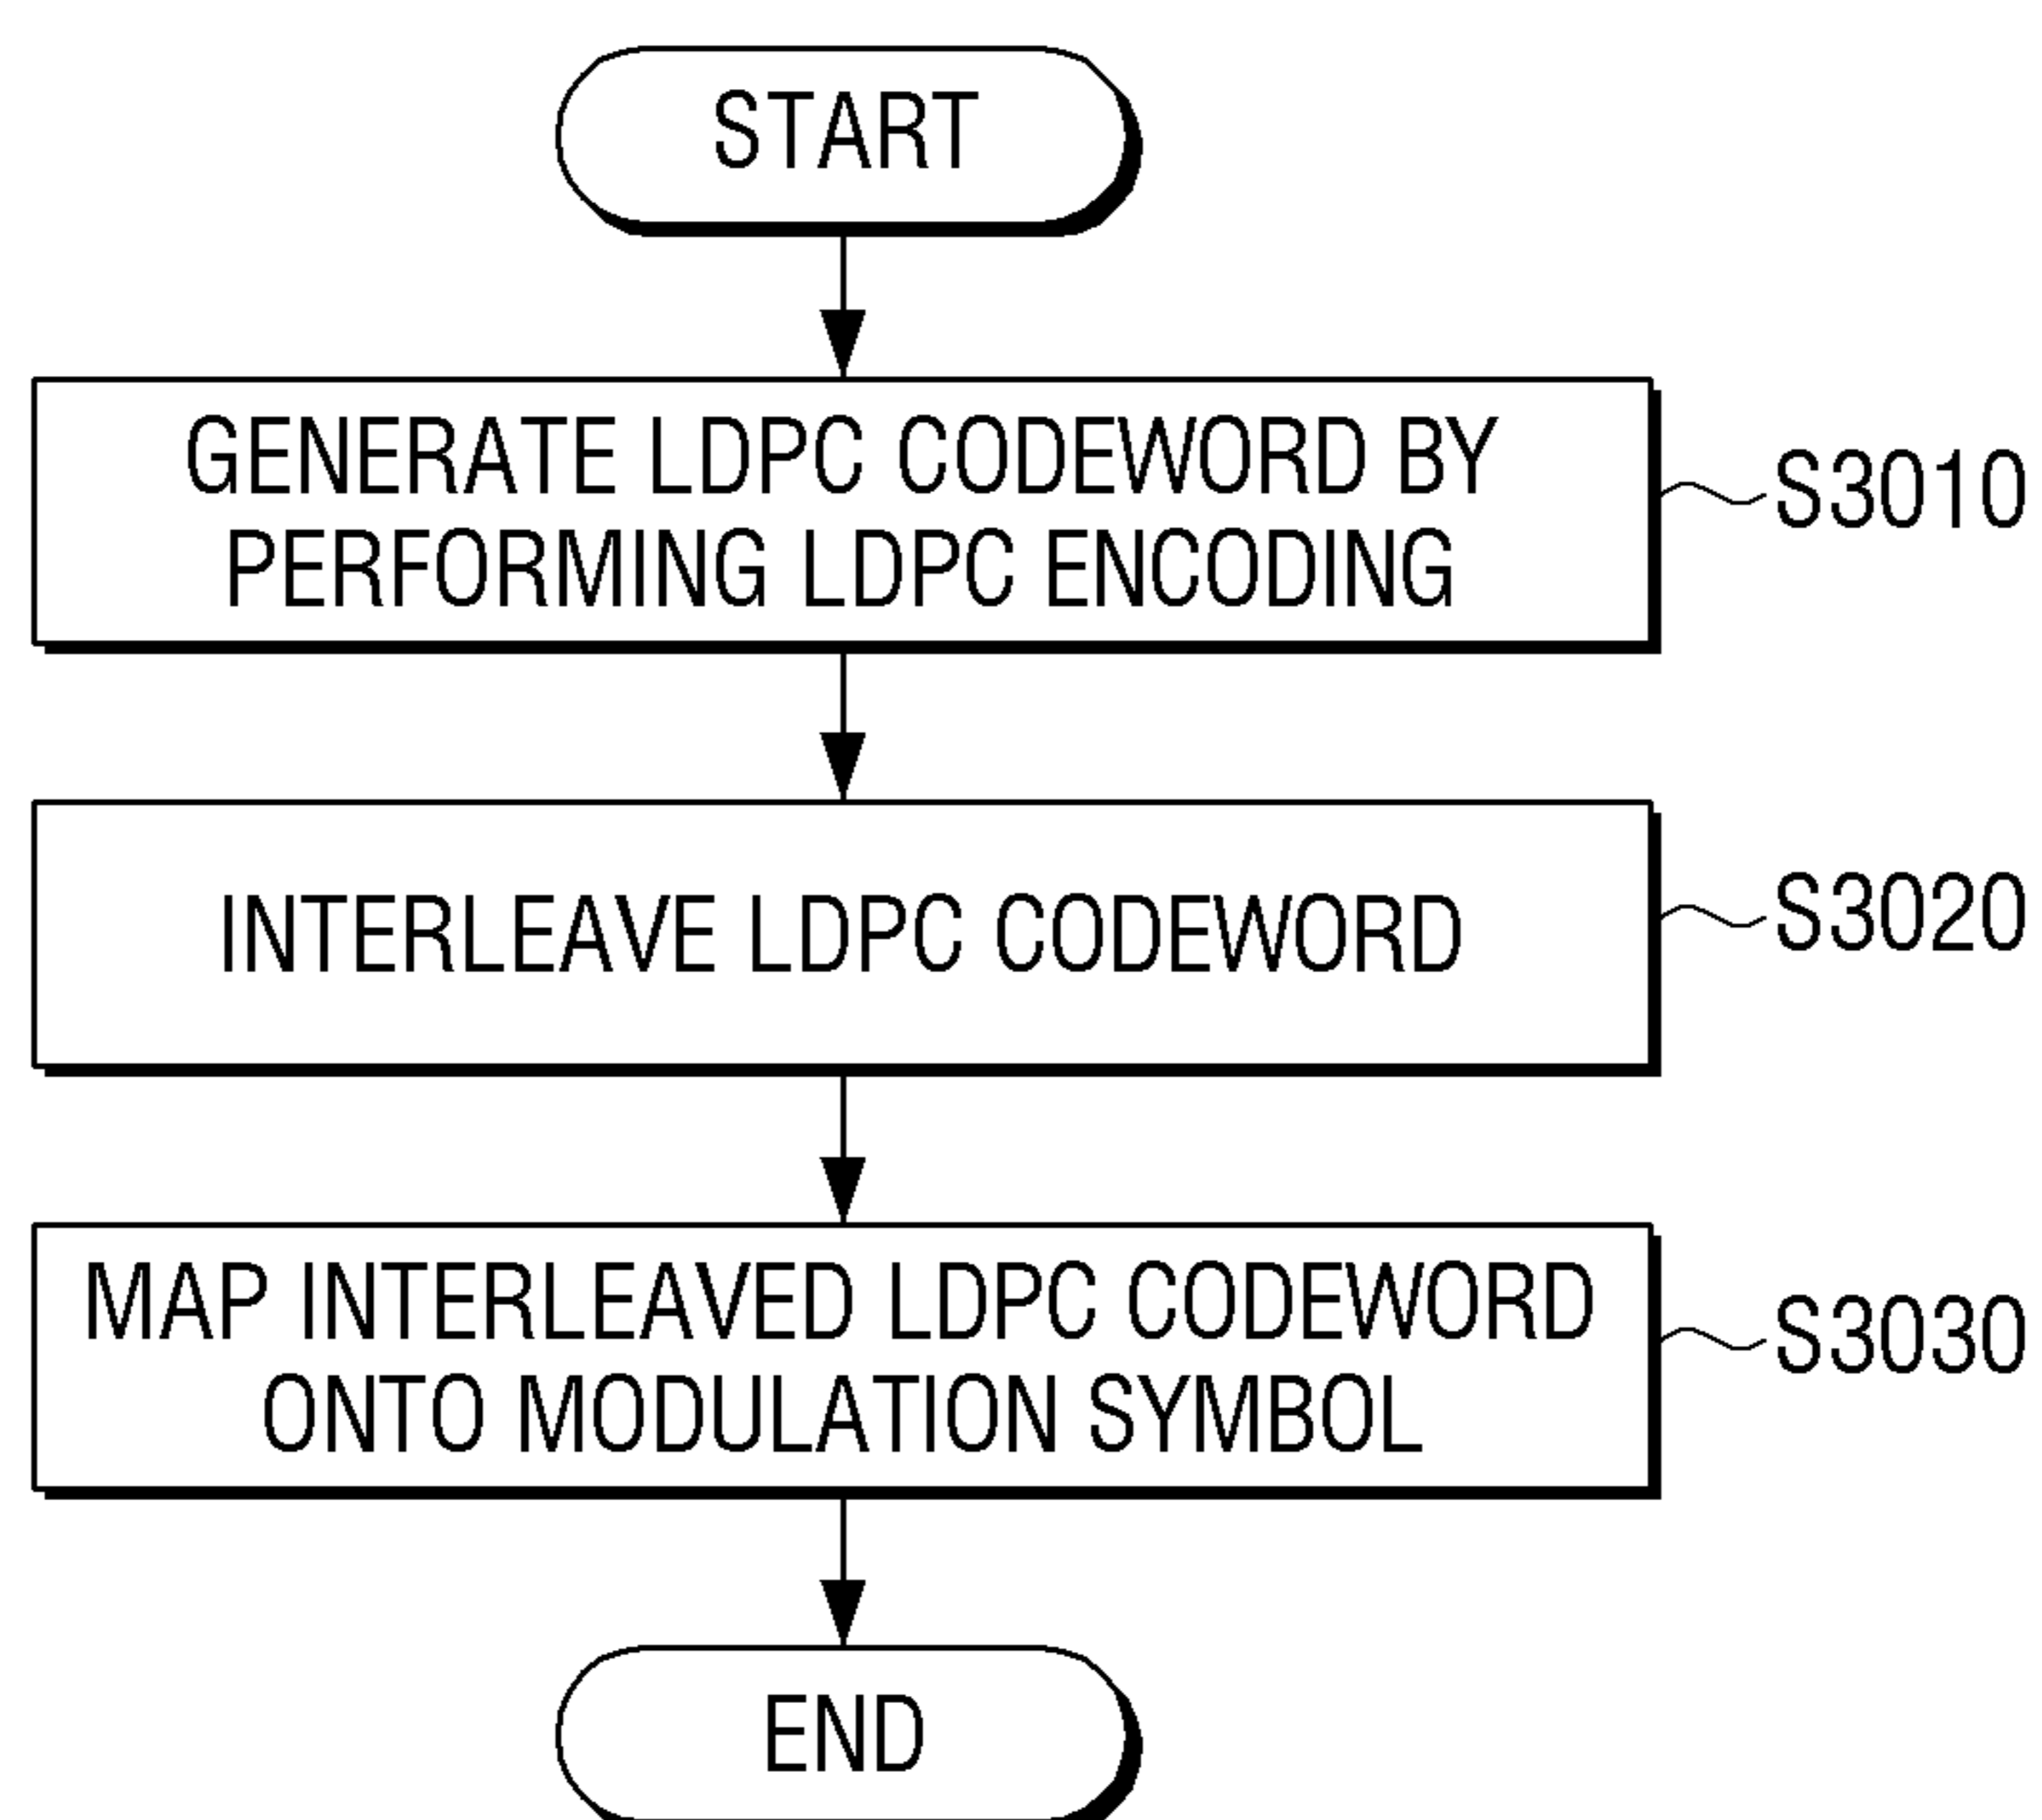 START
GENERATE LDPC CODEWORD BY
PERFORMING LDPC ENCODING
S3010
INTERLEAVE LDPC CODEWORD
S3020
MAP INTERLEAVED LDPC CODEWORD
ONTO MODULATION SYMBOL
S3030
END